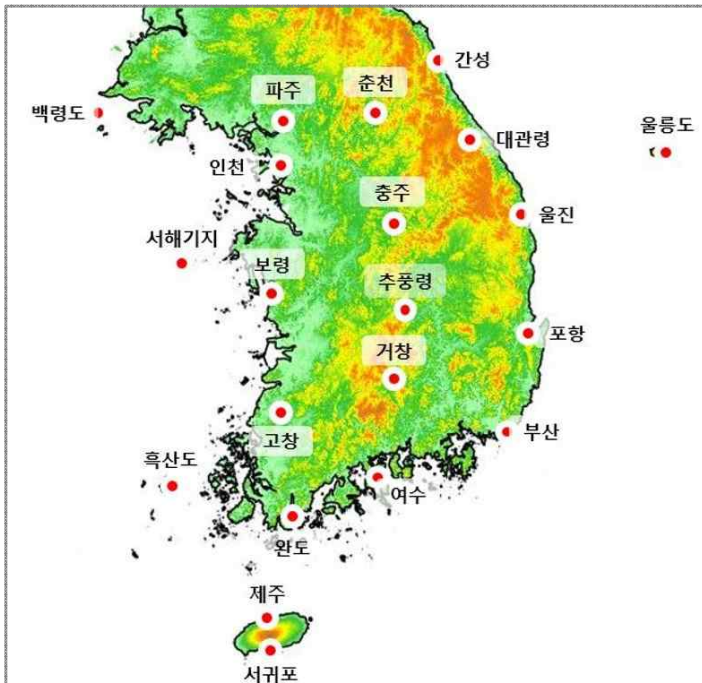 간성
춘천
파주
백령도
울릉도
대관령
인천
충주
울진
서해기지
보령
추풍령
포항
거창
고창
부산
흑산도
여수
완도
제주
서귀포